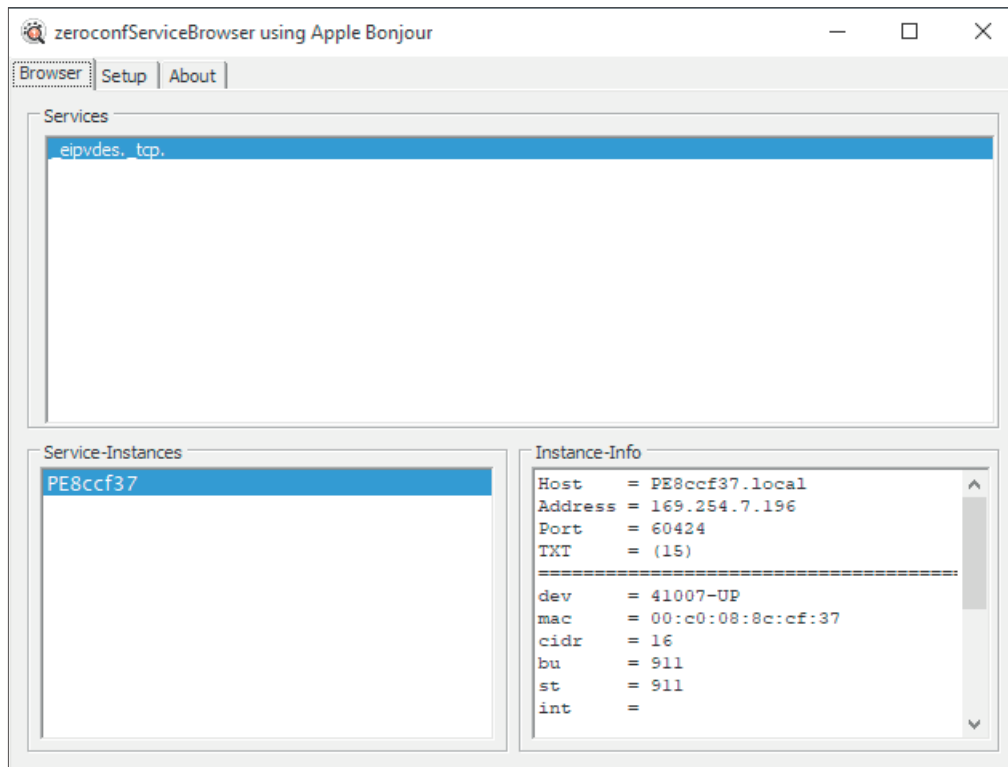 zeroconfServiceBrowser using Apple Bonjour
Browser Setup About
Services
_eipvdes._tcp.
Service-Instances
PE8ccf37
Instance-Info
Host = PE8ccf37.local
Address = 169.254.7.196
Port = 60424
TXT = (15)
======================================
dev = 41007-UP
mac = 00:c0:08:8c:cf:37
cidr = 16
bu = 911
st = 911
int =